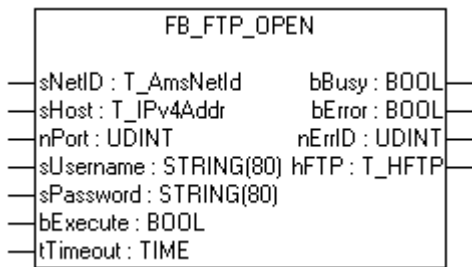 FB_FTP_OPEN
sNetID : T_AmsNetId bBusy : BOOL
sHost : T_IPv4Addr bError : BOOL
nPort : UDINT nErrID : UDINT
sUsername : STRING(80) hFTP : T_HFTP
sPassword : STRING(80)
bExecute : BOOL
tTimeout : TIME